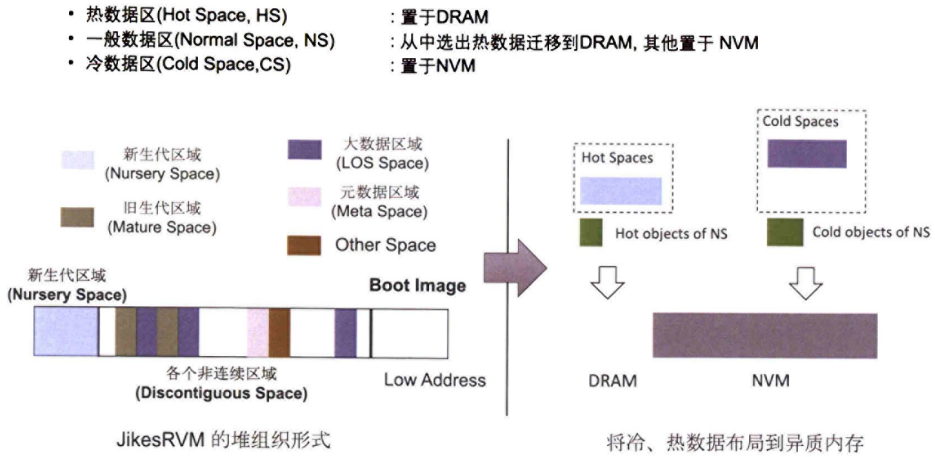 • 热数据区(Hot Space, HS) : 置于DRAM
• 一般数据区(Normal Space, NS) : 从中选出热数据迁移到DRAM, 其他置于 NVM
• 冷数据区(Cold Space,CS) : 置于NVM
新生代区域
(Nursery Space)
大数据区域
(LOS Space)
旧生代区域
(Mature Space)
元数据区域
(Meta Space)
Other Space
新生代区域
(Nursery Space)
Boot Image
各个非连续区域
(Discontiguous Space)
Low Address
JikesRVM 的堆组织形式
Cold Spaces
Hot Spaces
Hot objects of NS
Cold objects of NS
DRAM
NVM
将冷、热数据布局到异质内存